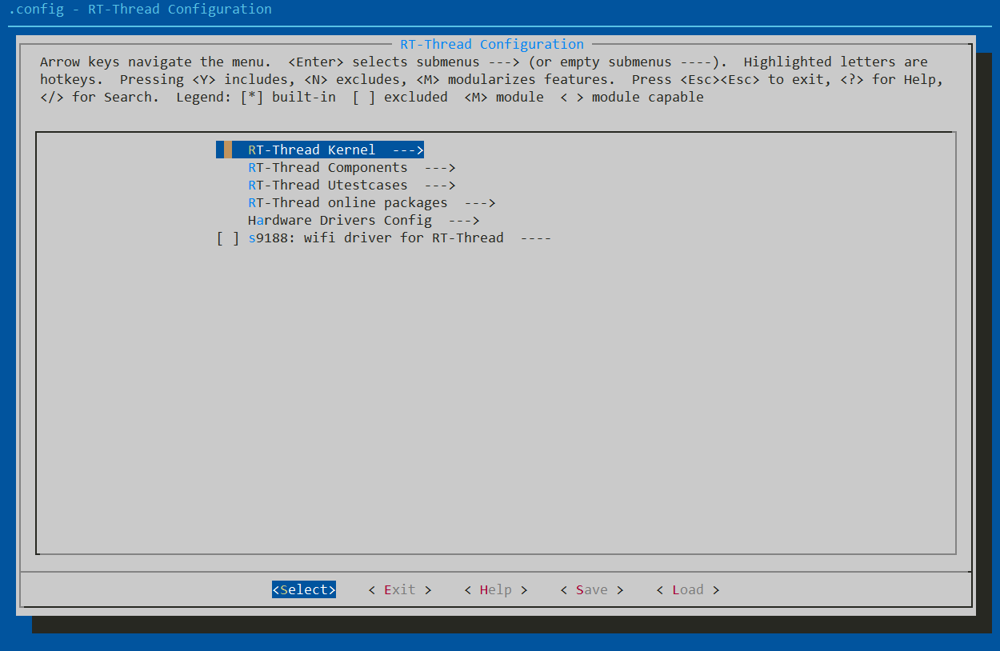 .config - RT-Thread Configuration
RT-Thread Configuration
Arrow keys navigate the menu.  <Enter> selects submenus ---> (or empty submenus ----).  Highlighted letters are
hotkeys.  Pressing <Y> includes, <N> excludes, <M> modularizes features.  Press <Esc><Esc> to exit, <?> for Help,
</> for Search.  Legend: [*] built-in  [ ] excluded  <M> module  < > module capable
RT-Thread Kernel  --->
RT-Thread Components  --->
RT-Thread Utestcases  --->
RT-Thread online packages  --->
Hardware Drivers Config  --->
[ ] s9188: wifi driver for RT-Thread  ----
<Select>    < Exit >    < Help >    < Save >    < Load >